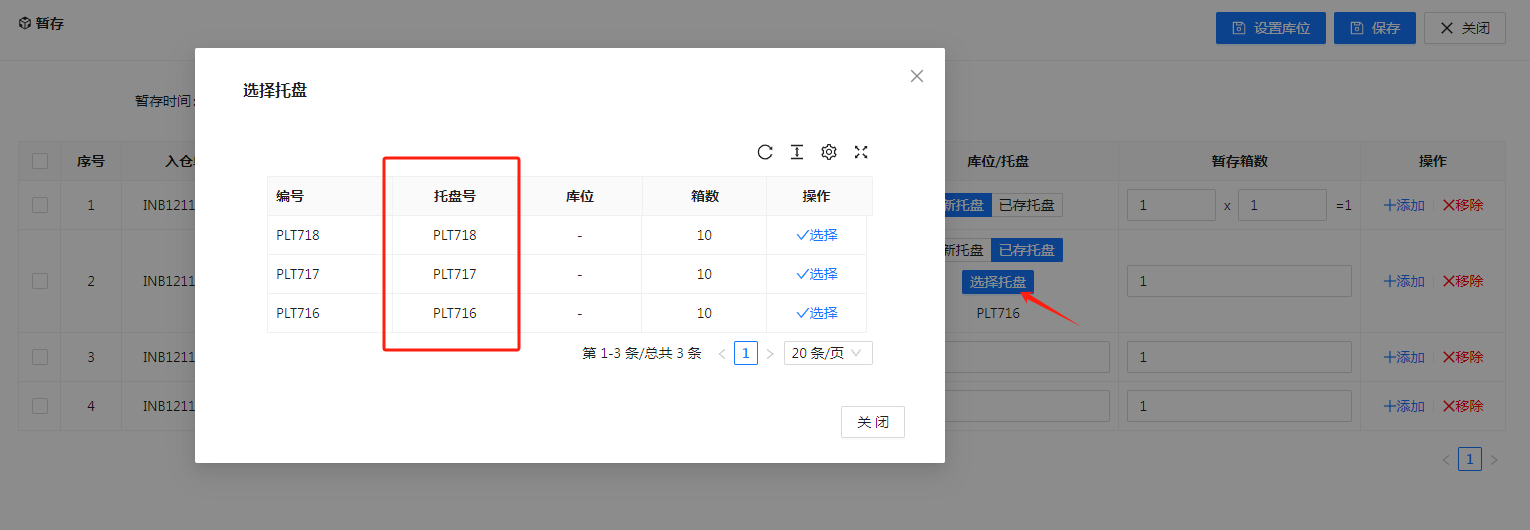 暂存
设置库位 保存 关闭
暂存时间:
选择托盘
序号 库位/托盘 暂存箱数 操作
编号 托盘号 库位 箱数 操作
PLT718 PLT718 - 10 选择
PLT717 PLT717 - 10 选择
PLT716 PLT716 - 10 选择
第 1-3 条/总共 3 条 1 20 条/页
关 闭
1 INB1211 新托盘 已存托盘 1 x 1 =1 添加 移除
2 INB1211 新托盘 已存托盘 1 添加 移除
选择托盘
PLT716
3 INB1211 1 添加 移除
4 INB1211 1 添加 移除
1